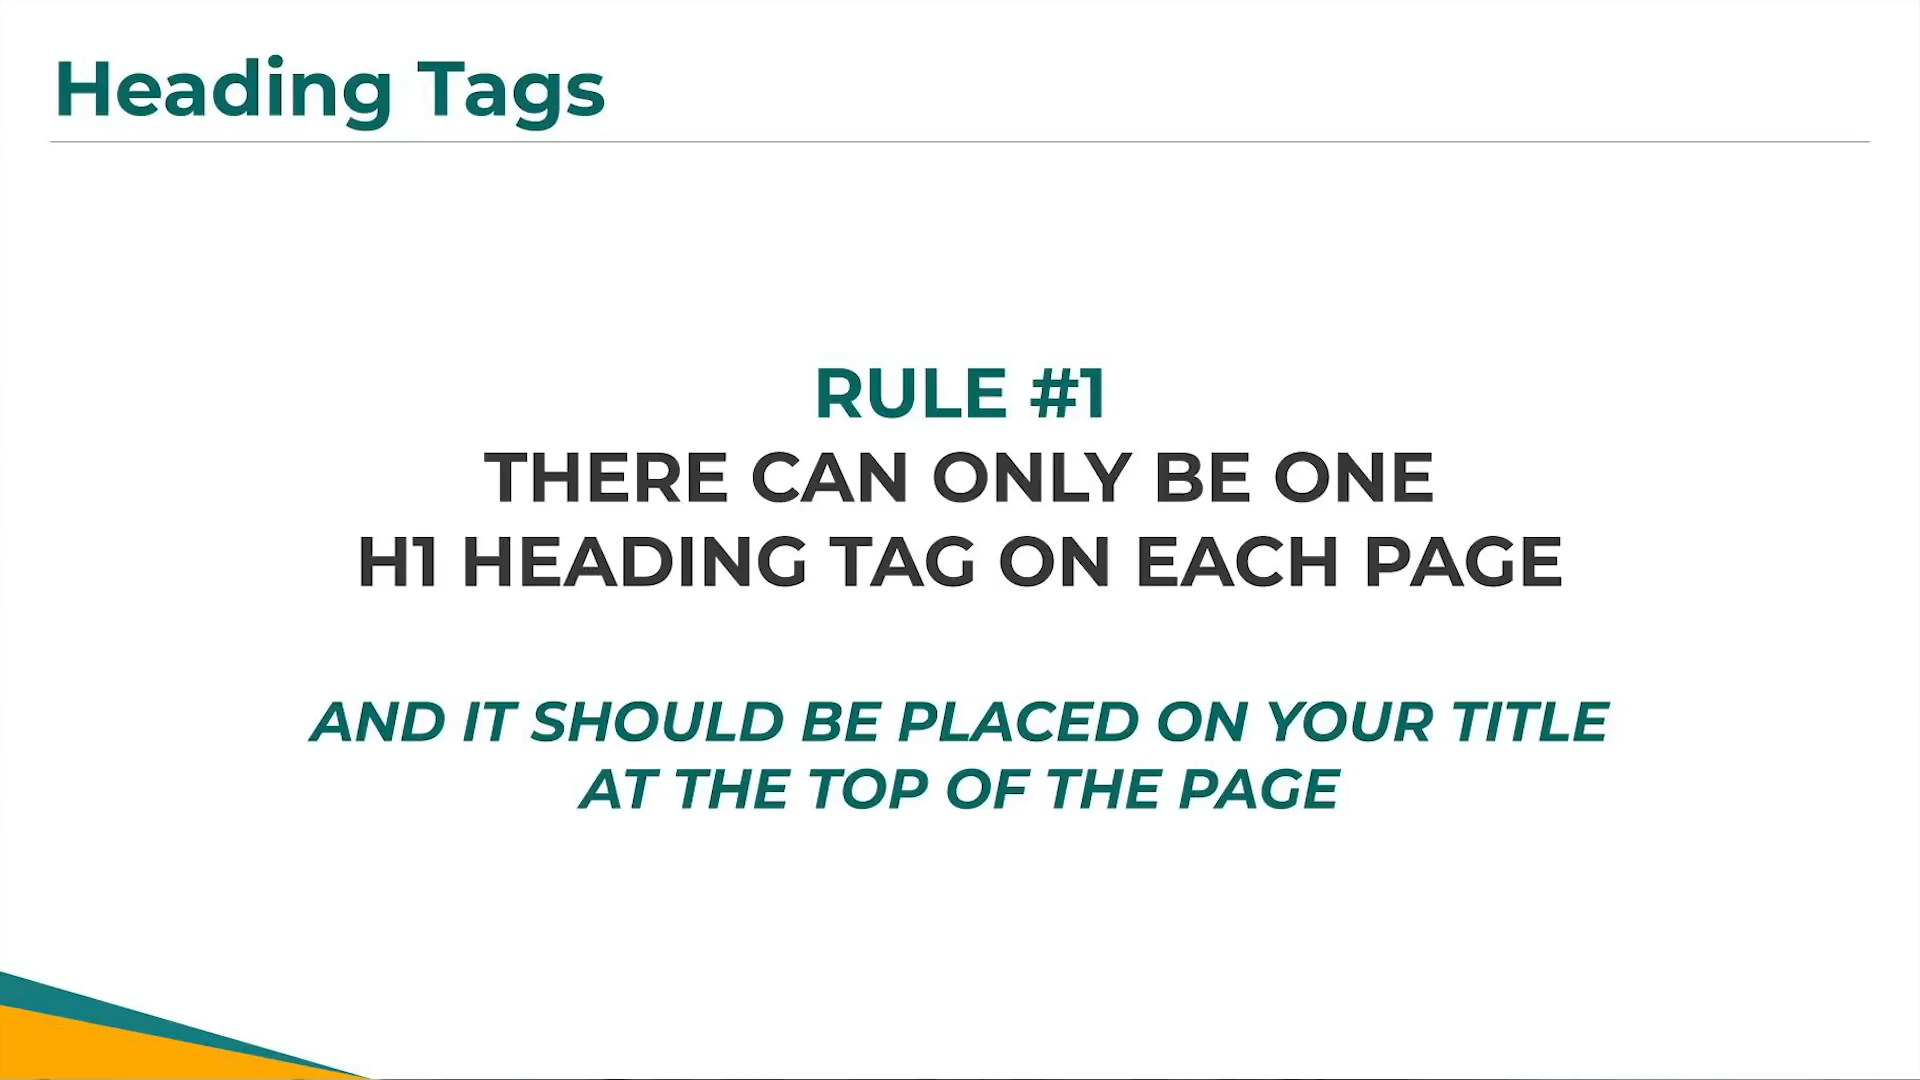 Heading Tags
RULE #1
THERE CAN ONLY BE ONE
H1 HEADING TAG ON EACH PAGE
AND IT SHOULD BE PLACED ON YOUR TITLE
AT THE TOP OF THE PAGE